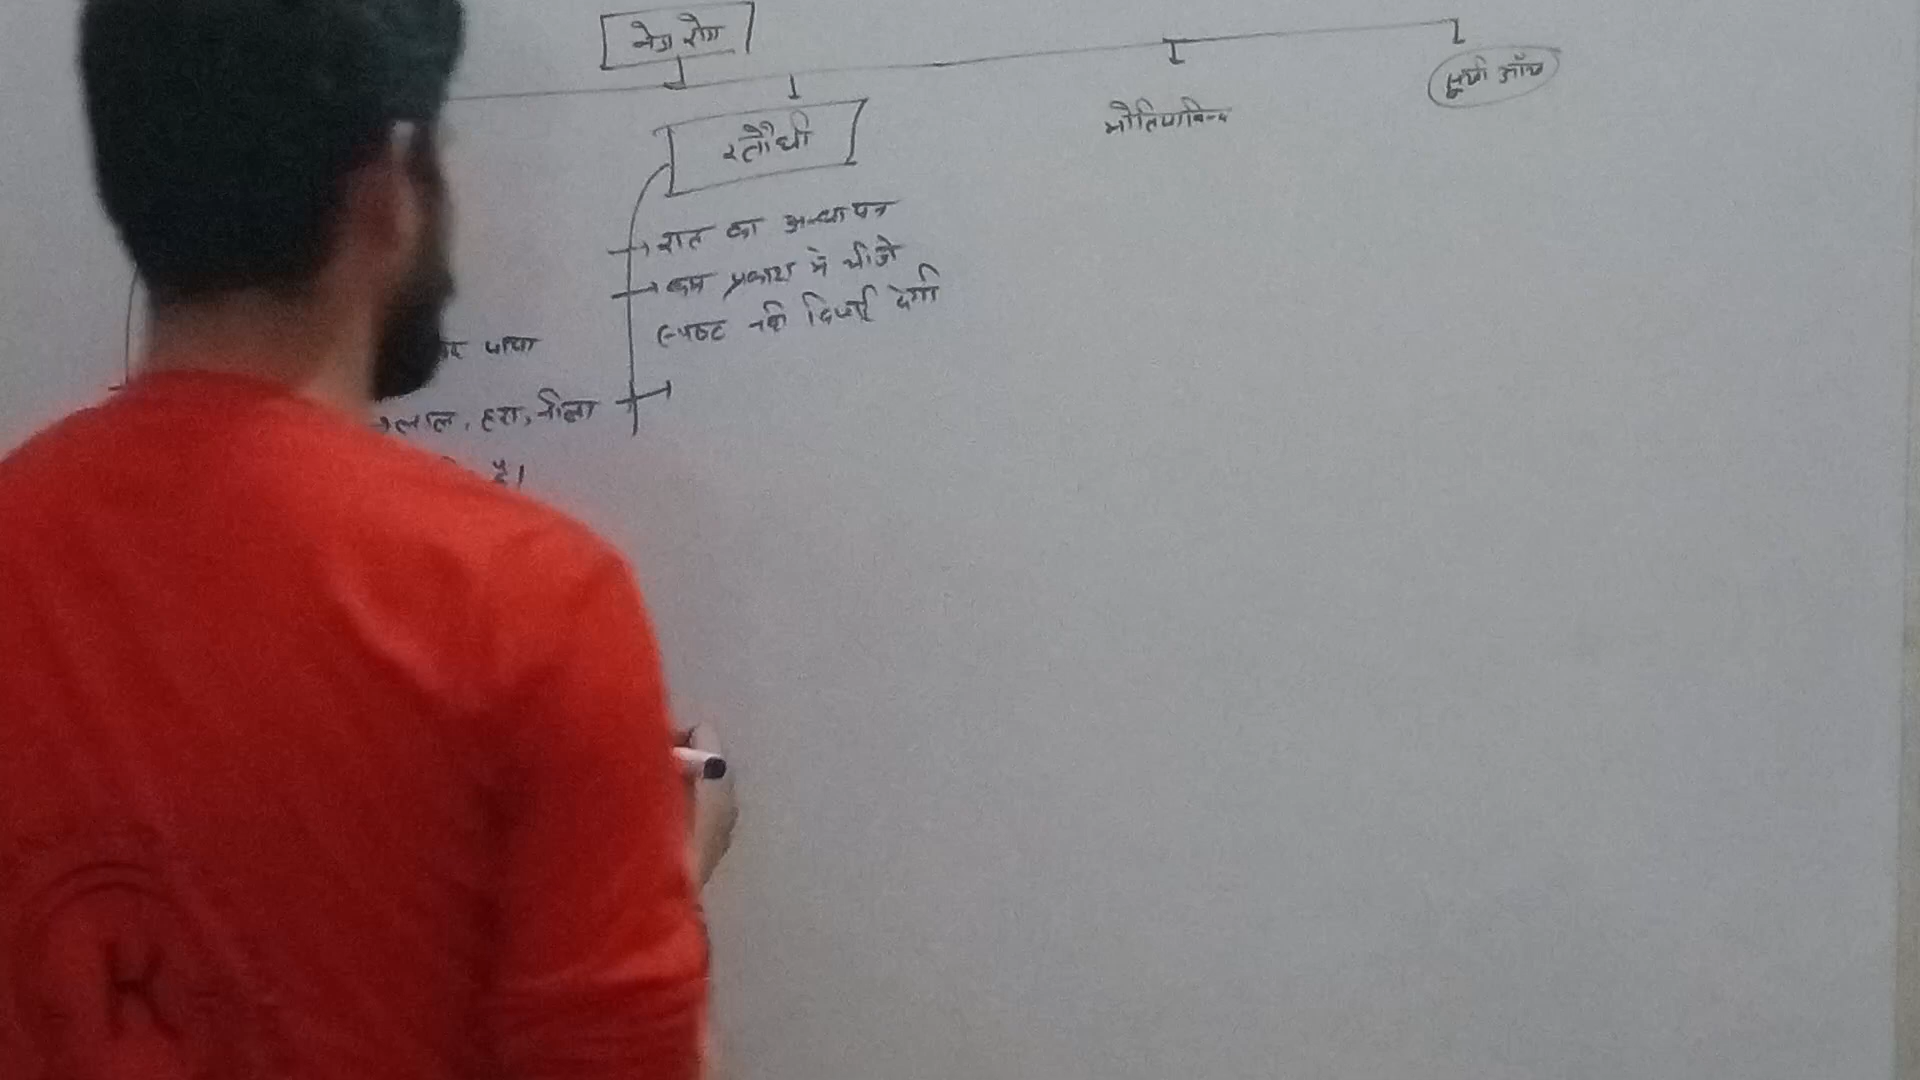 नेत्र रोग
रतौंधी
मोतियाबिन्द
सूखी आँख
रात का अन्धापन
कम प्रकाश में चीजे
स्पष्ट नही दिखाई देगी
पाया
लाल, हरा, नीला
है।
K